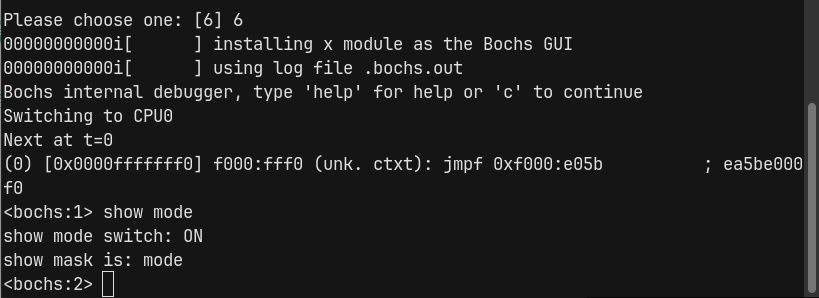 Please choose one: [6] 6
00000000000i[      ] installing x module as the Bochs GUI
00000000000i[      ] using log file .bochs.out
Bochs internal debugger, type 'help' for help or 'c' to continue
Switching to CPU0
Next at t=0
(0) [0x0000fffffff0] f000:fff0 (unk. ctxt): jmpf 0xf000:e05b          ; ea5be000
f0
<bochs:1> show mode
show mode switch: ON
show mask is: mode
<bochs:2>